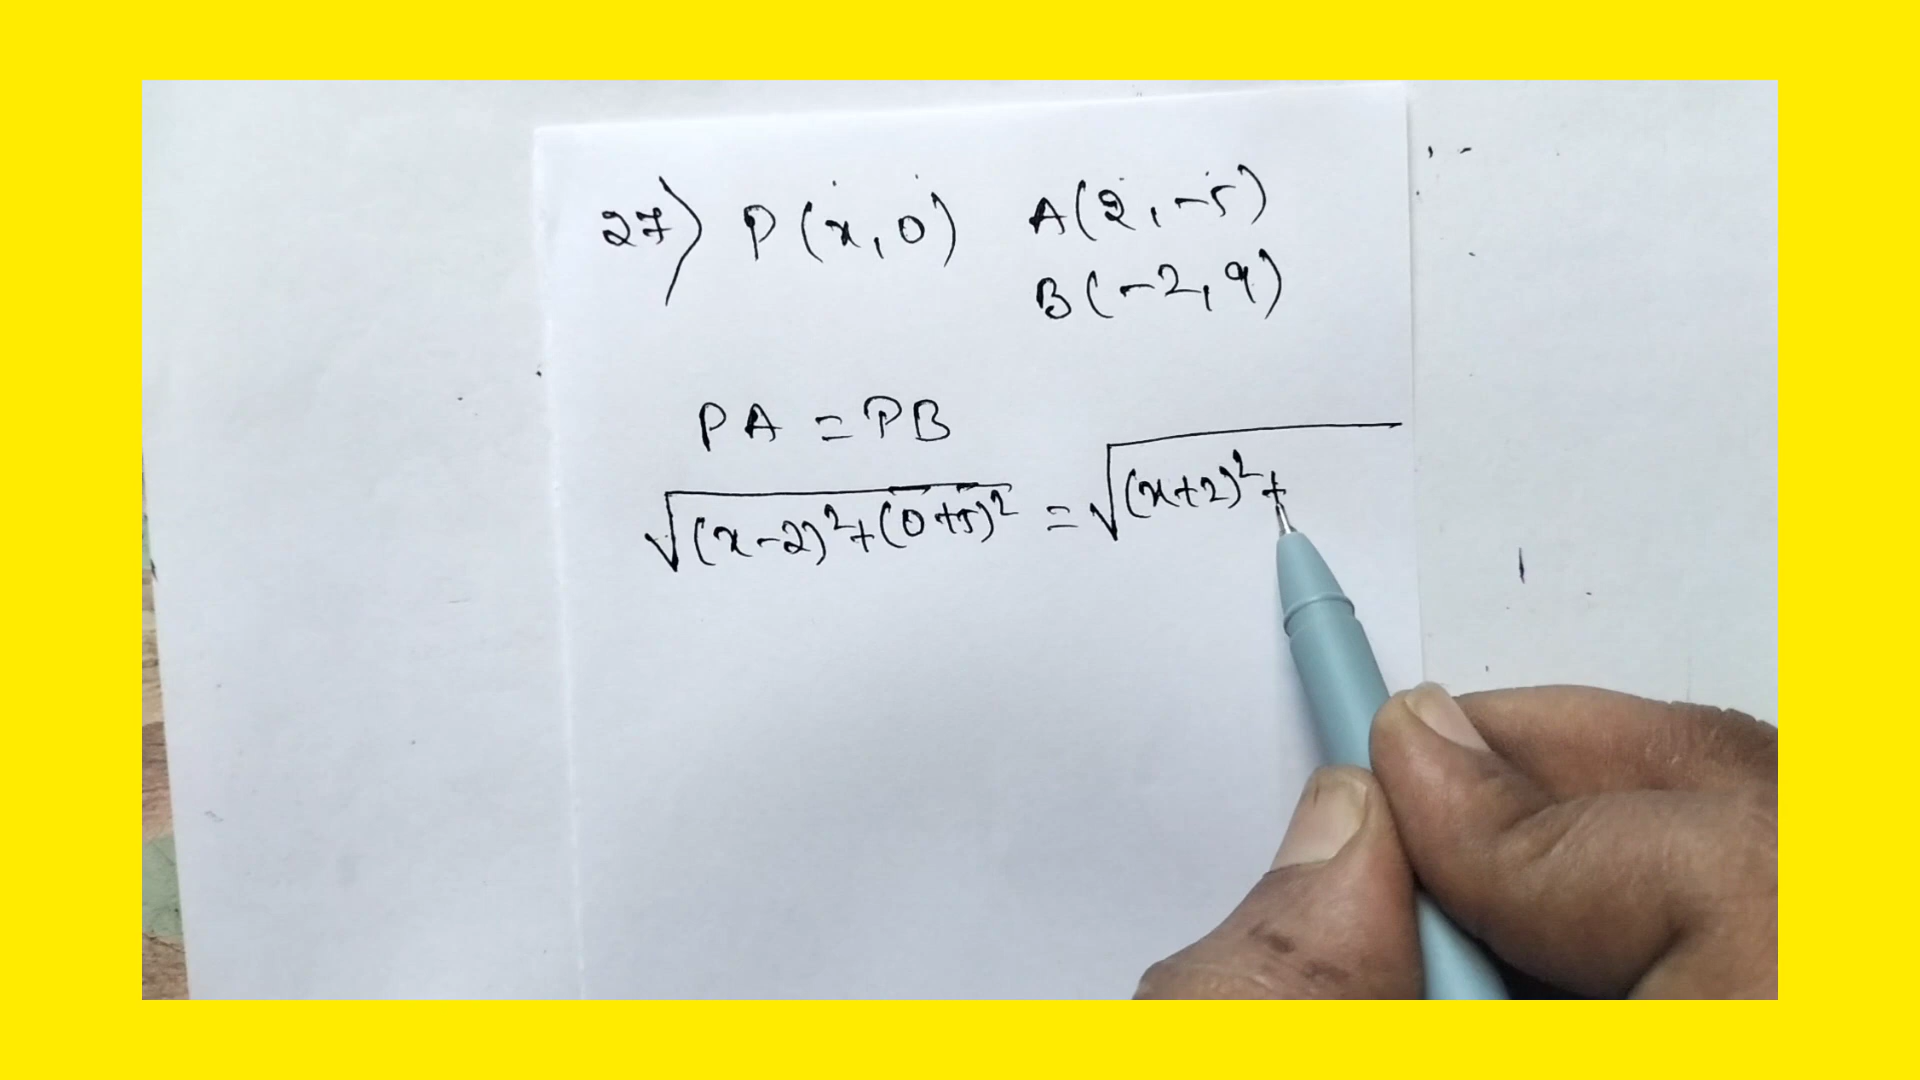 27) P(x, 0) A(2, -5)
B(-2, 9)
PA = PB
√(x-2)²+(0+5)² = √(x+2)²+